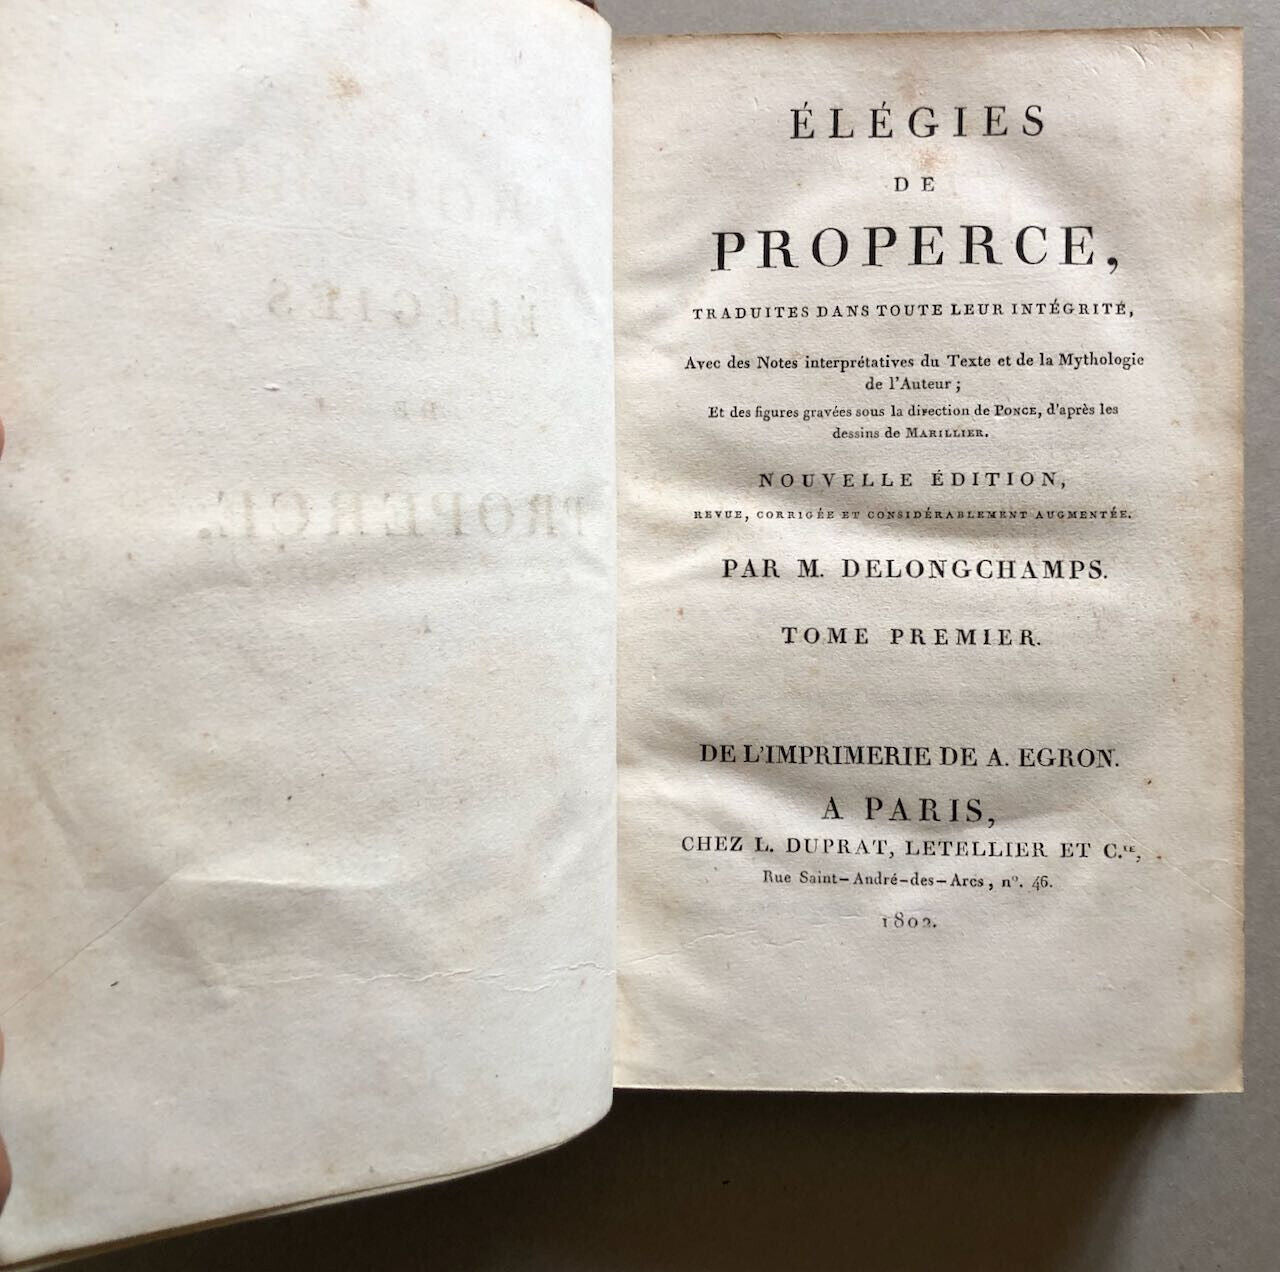 ÉLÉGIES
DE
PROPERCE,
TRADUITES DANS TOUTE LEUR INTÉGRITÉ,
Avec des Notes interprétatives du Texte et de la Mythologie
de l'Auteur ;
Et des figures gravées sous la direction de PONCE, d'après les
dessins de MARILLIER.
NOUVELLE ÉDITION,
REVUE, CORRIGÉE ET CONSIDÉRABLEMENT AUGMENTÉE.
PAR M. DELONGCHAMPS.
TOME PREMIER.
DE L'IMPRIMERIE DE A. EGRON.
A PARIS,
CHEZ L. DUPRAT, LETELLIER ET C.IE,
Rue Saint-André-des-Arcs, n°. 46.
1802.